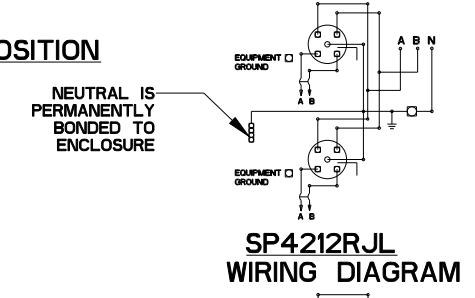 OSITION
A B N
EQUIPMENT
GROUND
NEUTRAL IS
PERMANENTLY
BONDED TO
ENCLOSURE
A B
EQUIPMENT
GROUND
A B
SP4212RJL
WIRING DIAGRAM